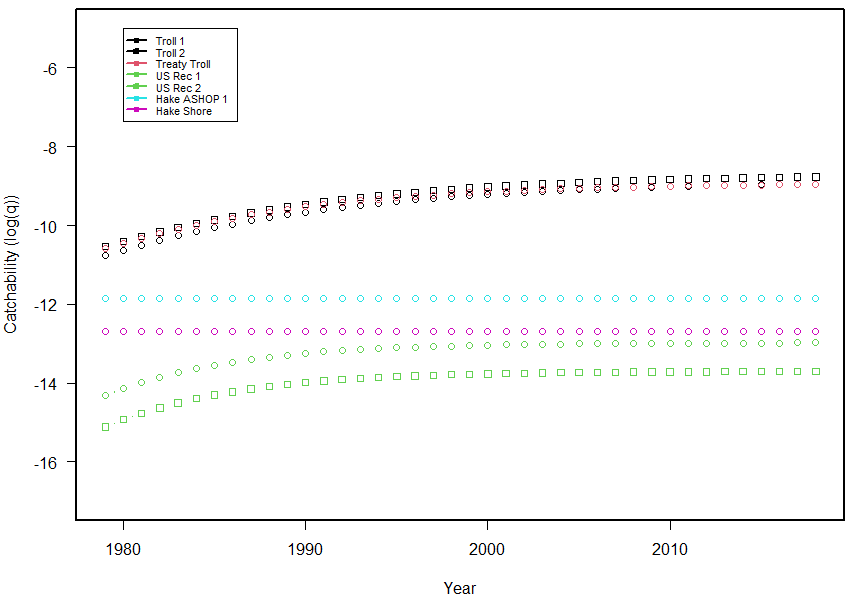 Troll 1
Troll 2
Treaty Troll
US Rec 1
US Rec 2
Hake ASHOP 1
Hake Shore
-6
-8
-10
-12
-14
-16
Catchability (log(q))
1980
1990
2000
2010
Year